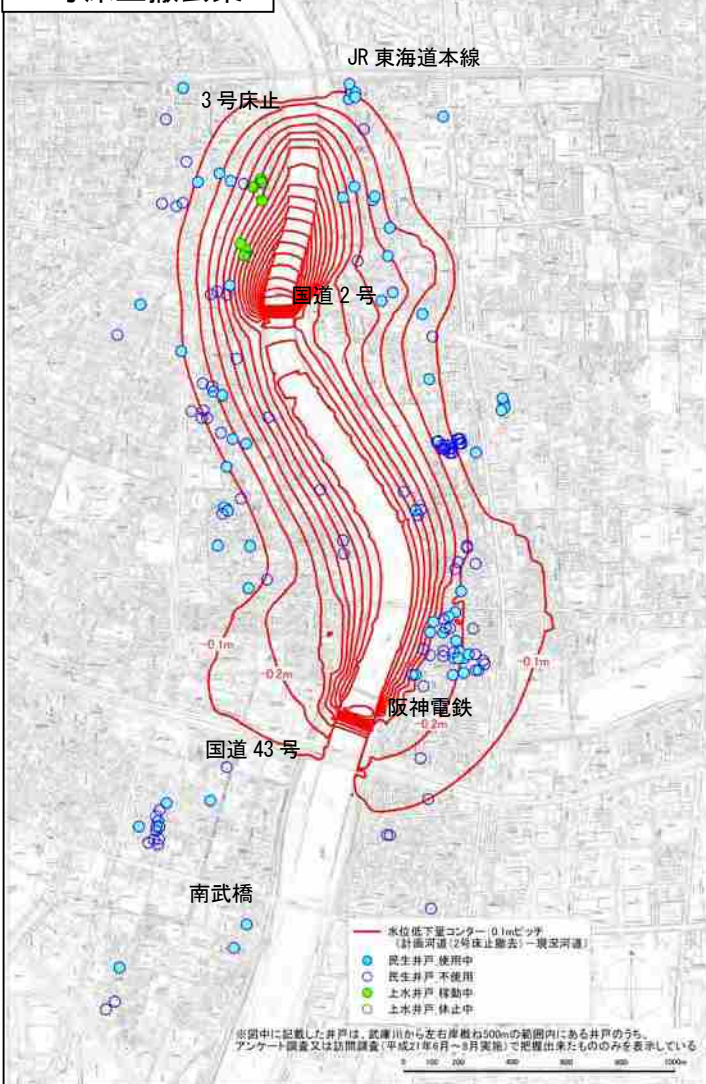 JR 東海道本線
3 号床止
国道 2 号
-0.1m
-0.2m
-0.1m
阪神電鉄
-0.2m
国道 43 号
南武橋
水位低下量コンター 0.1mピッチ
(計画河道(2号床止撤去)－現況河道)
民生井戸 使用中
民生井戸 不使用
上水井戸 稼動中
上水井戸 休止中
※図中に記載した井戸は、武庫川から左右岸概ね500mの範囲内にある井戸のうち、
アンケート調査又は訪問調査(平成21年6月～8月実施)で把握出来たもののみを表示している
0 100 200 400 600 800 1000m